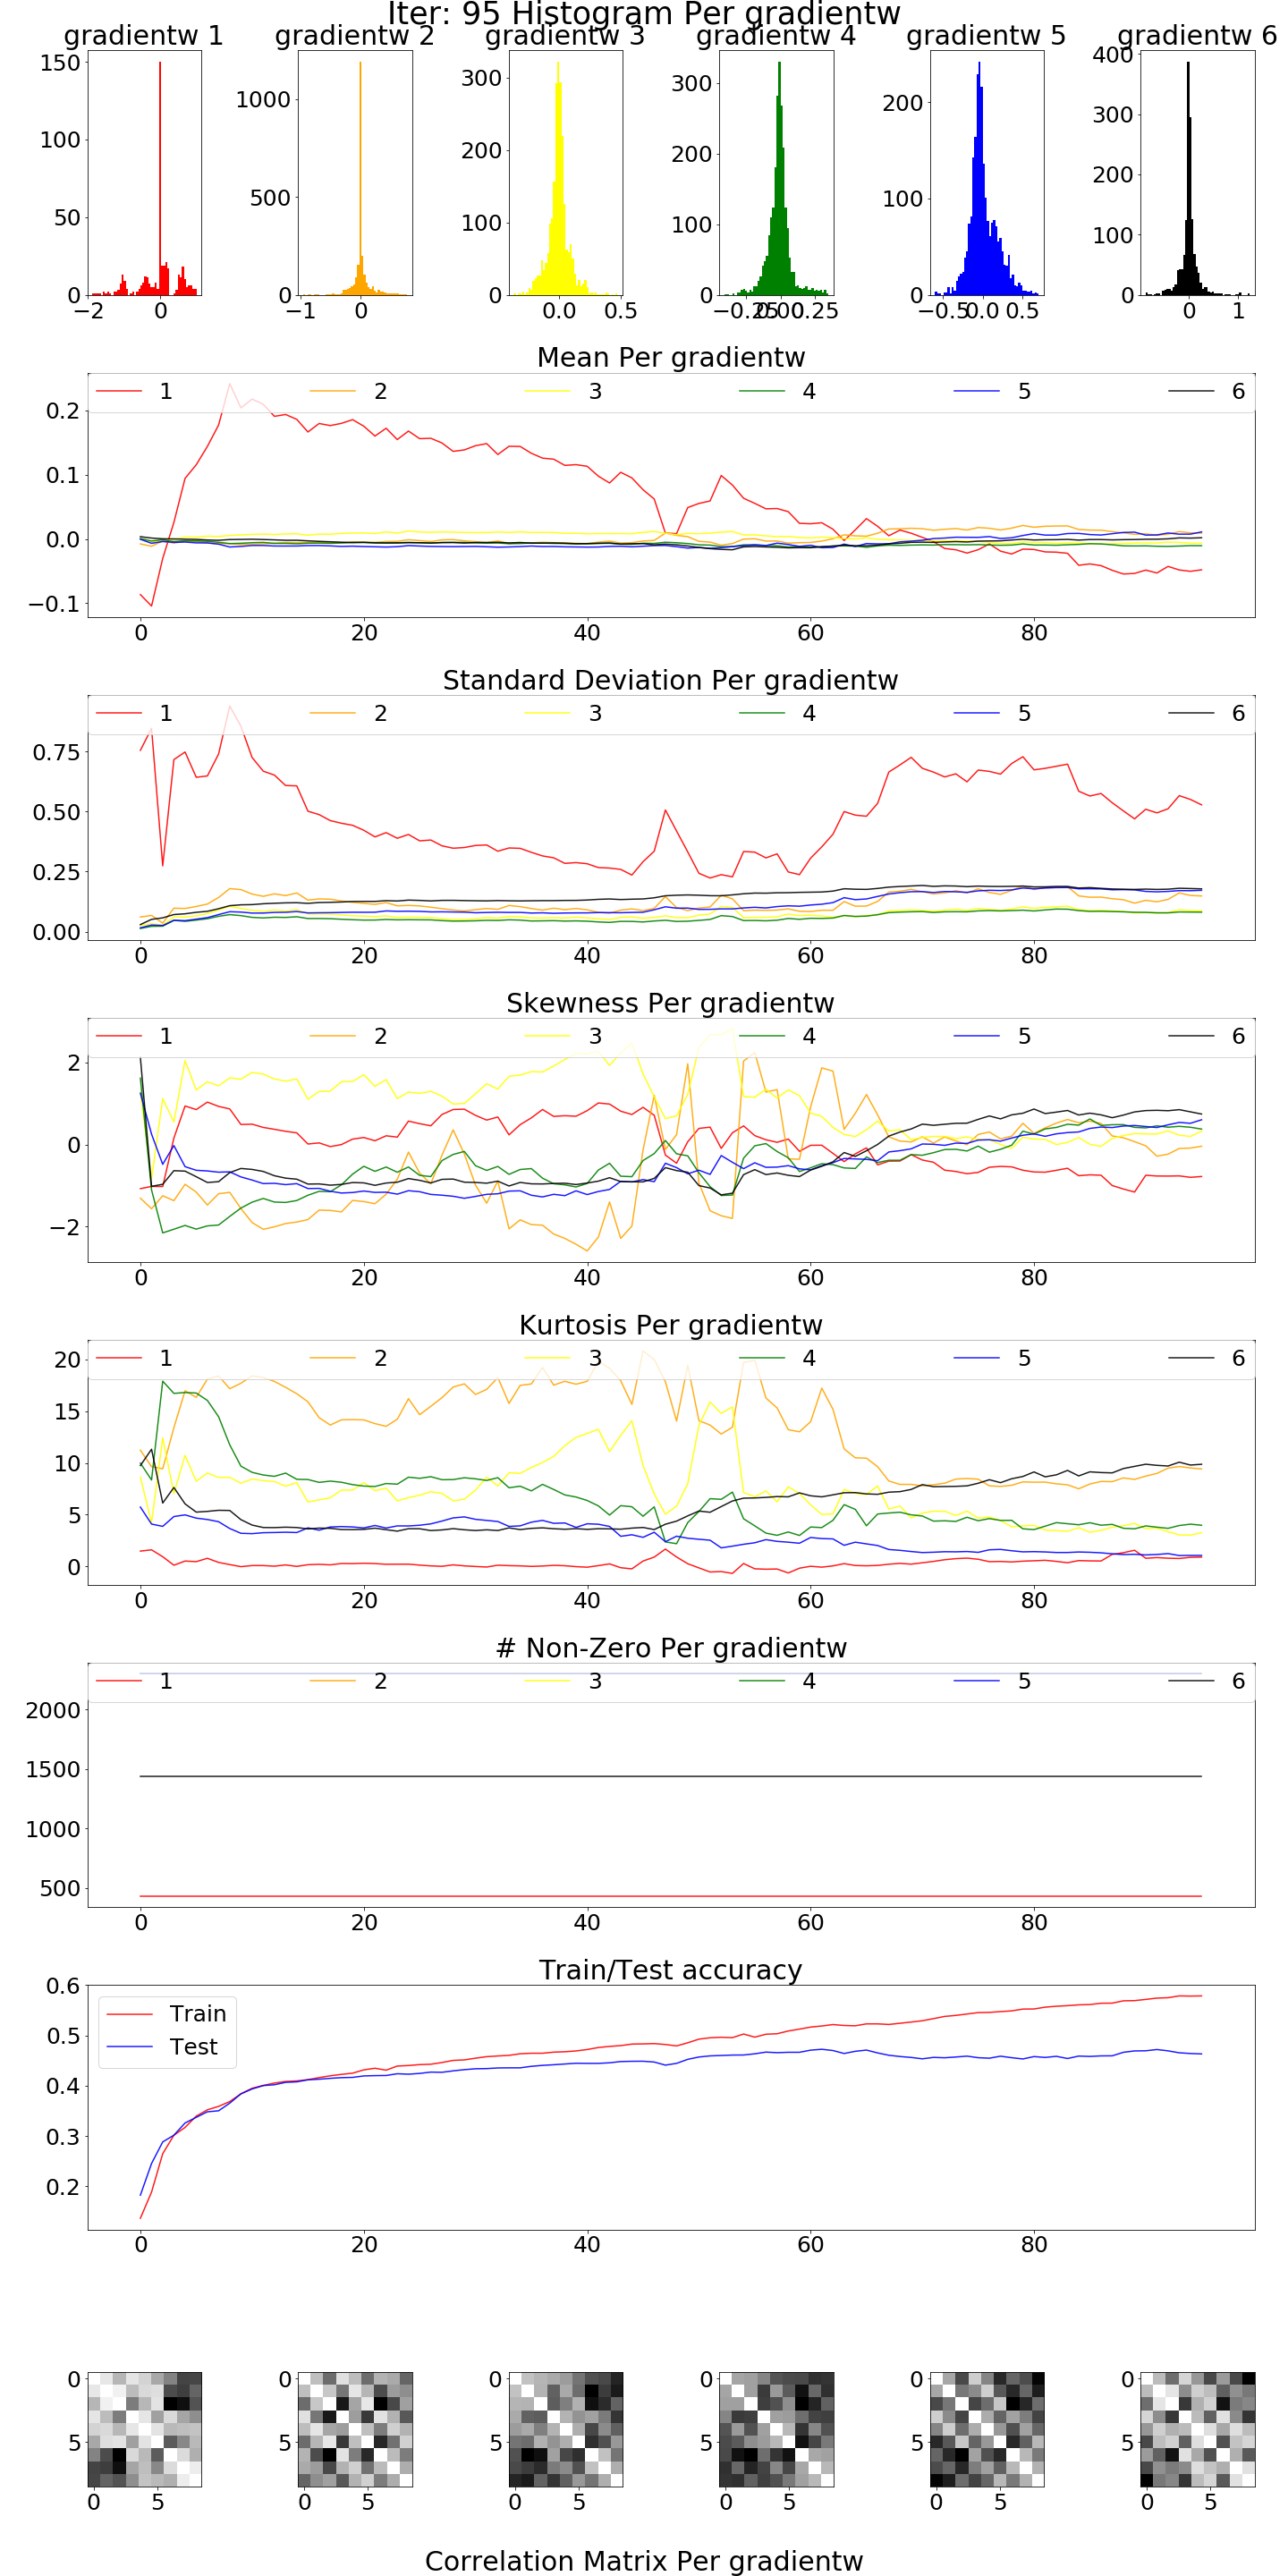 Iter: 95 Histogram Per gradientw
gradientw 1 gradientw 2 gradientw 3 gradientw 4 gradientw 5 gradientw 6
150 100 50 0
−2 0
1000 500 0
−1 0
300 200 100 0
0.0 0.5
300 200 100 0
−0.25 0.00 0.25
200 100 0
−0.5 0.0 0.5
400 300 200 100 0
0 1
Mean Per gradientw
1 2 3 4 5 6
0.2
0.1
0.0
−0.1
0 20 40 60 80
Standard Deviation Per gradientw
1 2 3 4 5 6
0.75
0.50
0.25
0.00
0 20 40 60 80
Skewness Per gradientw
1 2 3 4 5 6
2
0
−2
0 20 40 60 80
Kurtosis Per gradientw
1 2 3 4 5 6
20
15
10
5
0
0 20 40 60 80
# Non-Zero Per gradientw
1 2 3 4 5 6
2000
1500
1000
500
0 20 40 60 80
Train/Test accuracy
0.6
Train
0.5
Test
0.4
0.3
0.2
0 20 40 60 80
0 0 0 0 0 0
5 5 5 5 5 5
0 5 0 5 0 5 0 5 0 5 0 5
Correlation Matrix Per gradientw